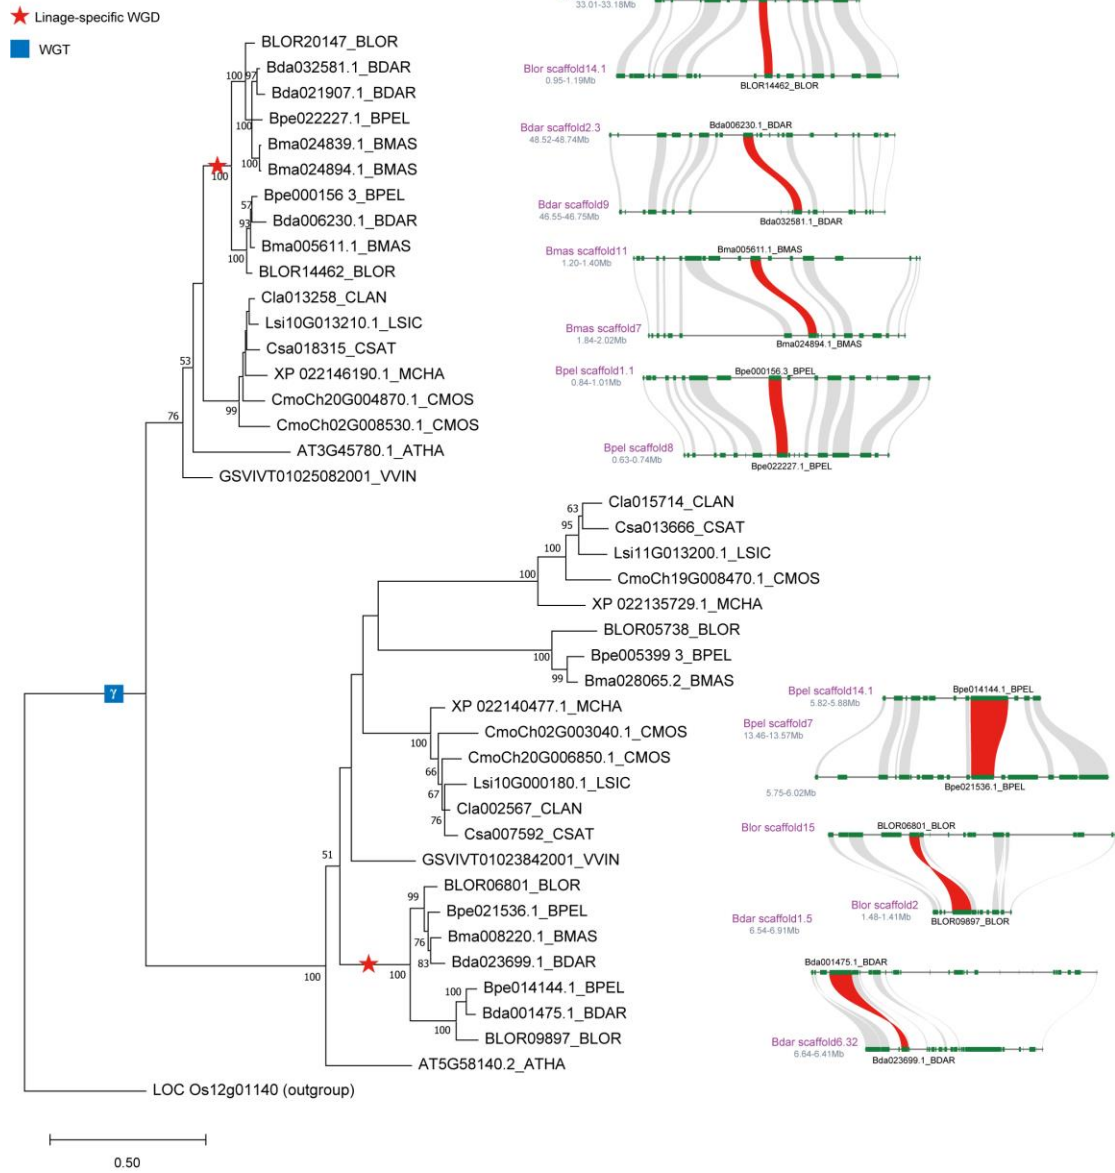 Linage-specific WGD
WGT
BLOR20147_BLOR
Bda032581.1_BDAR
Bda021907.1_BDAR
Bpe022227.1_BPEL
Bma024839.1_BMAS
Bma024894.1_BMAS
Bpe000156 3_BPEL
Bda006230.1_BDAR
Bma005611.1_BMAS
BLOR14462_BLOR
Cla013258_CLAN
Lsi10G013210.1_LSIC
Csa018315_CSAT
XP 022146190.1_MCHA
CmoCh20G004870.1_CMOS
CmoCh02G008530.1_CMOS
AT3G45780.1_ATHA
GSVIVT01025082001_VVIN
100
97
100
100
100
57
93
100
53
99
76
Cla015714_CLAN
Csa013666_CSAT
Lsi11G013200.1_LSIC
CmoCh19G008470.1_CMOS
XP 022135729.1_MCHA
BLOR05738_BLOR
Bpe005399 3_BPEL
Bma028065.2_BMAS
XP 022140477.1_MCHA
CmoCh02G003040.1_CMOS
CmoCh20G006850.1_CMOS
Lsi10G000180.1_LSIC
Cla002567_CLAN
Csa007592_CSAT
GSVIVT01023842001_VVIN
BLOR06801_BLOR
Bpe021536.1_BPEL
Bma008220.1_BMAS
Bda023699.1_BDAR
Bpe014144.1_BPEL
Bda001475.1_BDAR
BLOR09897_BLOR
AT5G58140.2_ATHA
LOC Os12g01140 (outgroup)
63
95
100
100
100
99
γ
100
66
67
76
51
99
76
83
100
100
100
100
0.50
33.01-33.18Mb
Blor scaffold14.1
0.95-1.19Mb
BLOR14462_BLOR
Bdar scaffold2.3
48.52-48.74Mb
Bda006230.1_BDAR
Bdar scaffold9
46.55-46.75Mb
Bda032581.1_BDAR
Bmas scaffold11
1.20-1.40Mb
Bma005611.1_BMAS
Bmas scaffold7
1.84-2.02Mb
Bma024894.1_BMAS
Bpel scaffold1.1
0.84-1.01Mb
Bpe000156.3_BPEL
Bpel scaffold8
0.63-0.74Mb
Bpe022227.1_BPEL
Bpel scaffold14.1
5.82-5.88Mb
Bpe014144.1_BPEL
Bpel scaffold7
13.46-13.57Mb
5.75-6.02Mb
Bpe021536.1_BPEL
Blor scaffold15
BLOR06801_BLOR
Blor scaffold2
1.48-1.41Mb
BLOR09897_BLOR
Bdar scaffold1.5
6.54-6.91Mb
Bda001475.1_BDAR
Bdar scaffold6.32
6.64-6.41Mb
Bda023699.1_BDAR